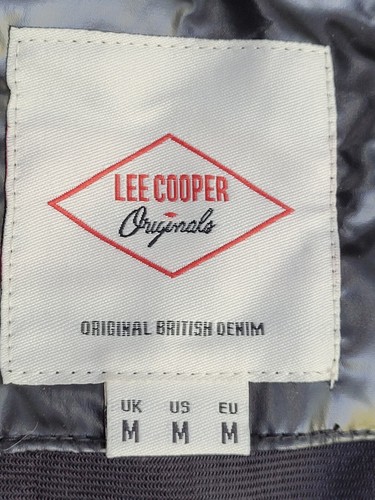 LEE COOPER
Originals
ORIGINAL BRITISH DENIM
UK US EU
M M M